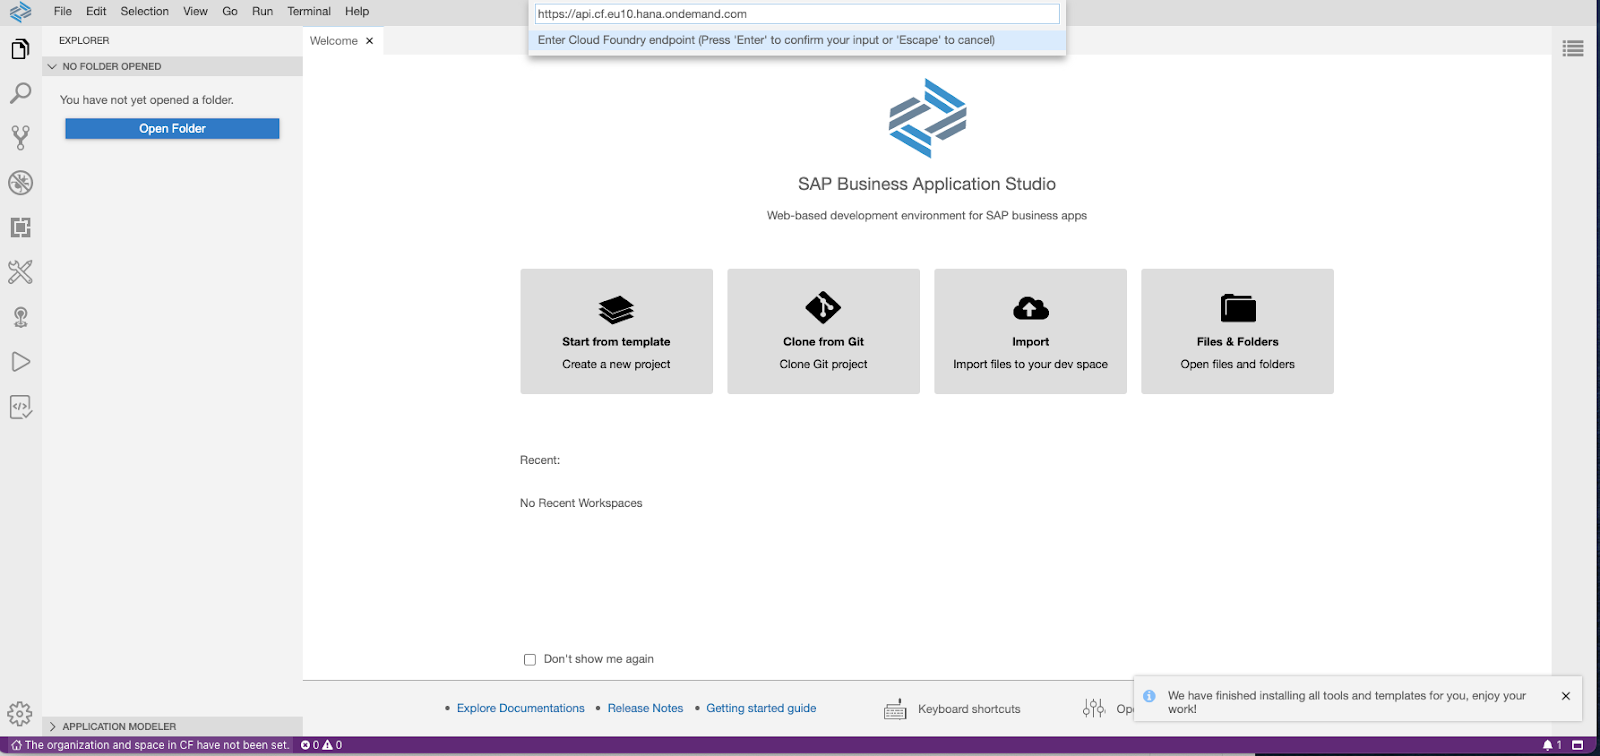 File Edit Selection View Go Run Terminal Help
https://api.cf.eu10.hana.ondemand.com
Enter Cloud Foundry endpoint (Press 'Enter' to confirm your input or 'Escape' to cancel)
EXPLORER
Welcome
NO FOLDER OPENED
You have not yet opened a folder.
Open Folder
SAP Business Application Studio
Web-based development environment for SAP business apps
Start from template
Create a new project
Clone from Git
Clone Git project
Import
Import files to your dev space
Files & Folders
Open files and folders
Recent:
No Recent Workspaces
Don't show me again
Explore Documentations
Release Notes
Getting started guide
Keyboard shortcuts
We have finished installing all tools and templates for you, enjoy your
work!
APPLICATION MODELER
The organization and space in CF have not been set. 0 0
1